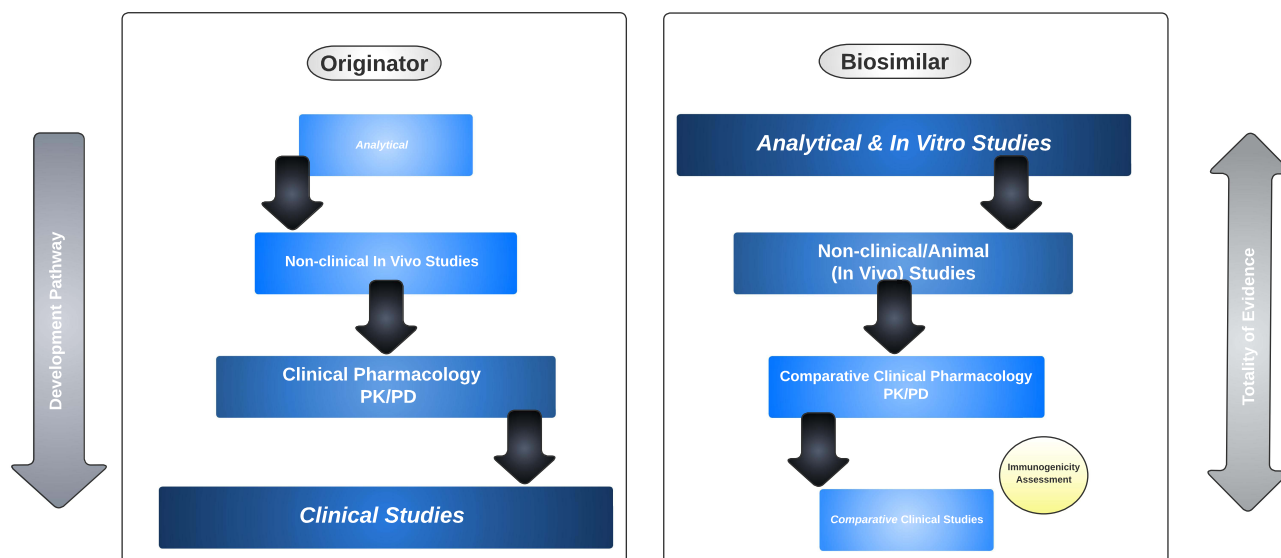 Originator
Analytical
Non-clinical In Vivo Studies
Clinical Pharmacology
PK/PD
Clinical Studies
Development Pathway
Biosimilar
Analytical & In Vitro Studies
Non-clinical/Animal
(In Vivo) Studies
Comparative Clinical Pharmacology
PK/PD
Immunogenicity
Assessment
Comparative Clinical Studies
Totality of Evidence